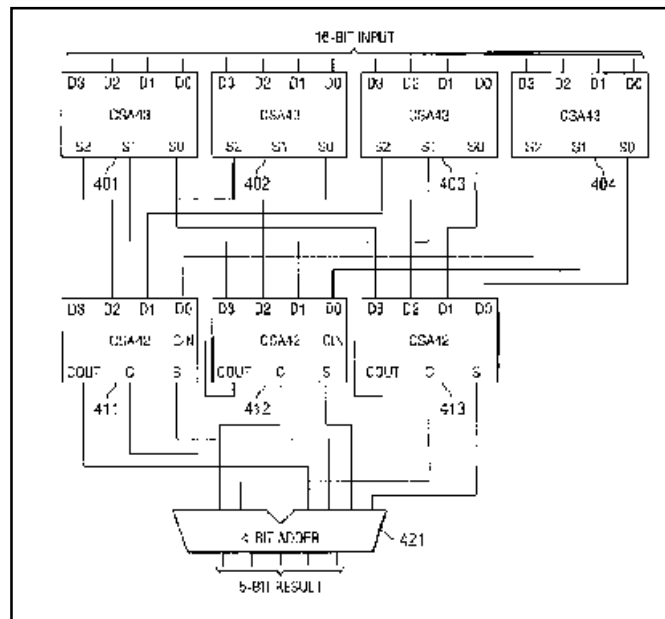 16-BIT INPUT
D3 D2 D1 D0 D3 D2 D1 D0 D3 D2 D1 D0 D3 D2 D1 D0
CSA43 CSA43 CSA43 CSA43
S2 S1 S0 S2 S1 S0 S2 S1 S0 S2 S1 S0
401 402 403 404
D3 D2 D1 D0 D3 D2 D1 D0 D3 D2 D1 D0
CSA42 CIN CSA42 CIN CSA42
COUT C S COUT C S COUT C S
411 412 413
4-BIT ADDER 421
5-BIT RESULT